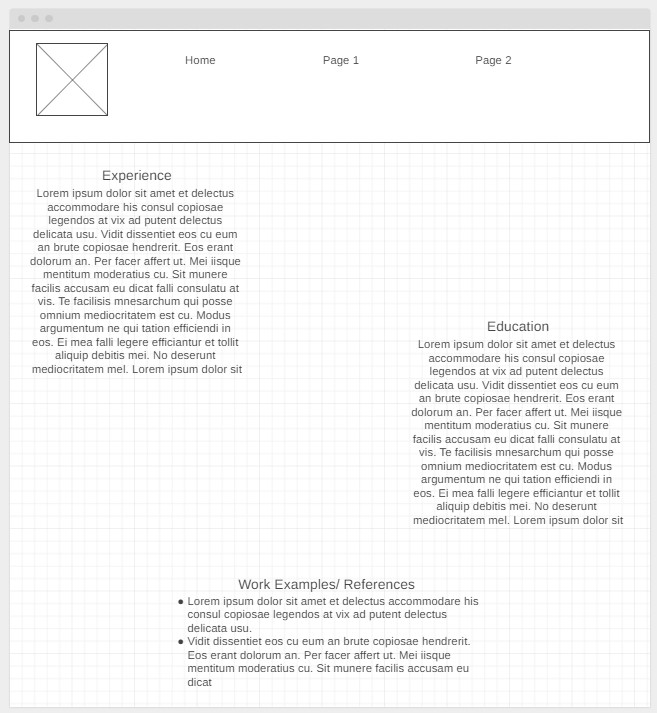 Home Page 1 Page 2
Experience
Lorem ipsum dolor sit amet et delectus
accommodare his consul copiosae
legendos at vix ad putent delectus
delicata usu. Vidit dissentiet eos cu eum
an brute copiosae hendrerit. Eos erant
dolorum an. Per facer affert ut. Mei iisque
mentitum moderatius cu. Sit munere
facilis accusam eu dicat falli consulatu at
vis. Te facilisis mnesarchum qui posse
omnium mediocritatem est cu. Modus
argumentum ne qui tation efficiendi in
eos. Ei mea falli legere efficiantur et tollit
aliquip debitis mei. No deserunt
mediocritatem mel. Lorem ipsum dolor sit
Education
Lorem ipsum dolor sit amet et delectus
accommodare his consul copiosae
legendos at vix ad putent delectus
delicata usu. Vidit dissentiet eos cu eum
an brute copiosae hendrerit. Eos erant
dolorum an. Per facer affert ut. Mei iisque
mentitum moderatius cu. Sit munere
facilis accusam eu dicat falli consulatu at
vis. Te facilisis mnesarchum qui posse
omnium mediocritatem est cu. Modus
argumentum ne qui tation efficiendi in
eos. Ei mea falli legere efficiantur et tollit
aliquip debitis mei. No deserunt
mediocritatem mel. Lorem ipsum dolor sit
Work Examples/ References
● Lorem ipsum dolor sit amet et delectus accommodare his
consul copiosae legendos at vix ad putent delectus
delicata usu.
● Vidit dissentiet eos cu eum an brute copiosae hendrerit.
Eos erant dolorum an. Per facer affert ut. Mei iisque
mentitum moderatius cu. Sit munere facilis accusam eu
dicat